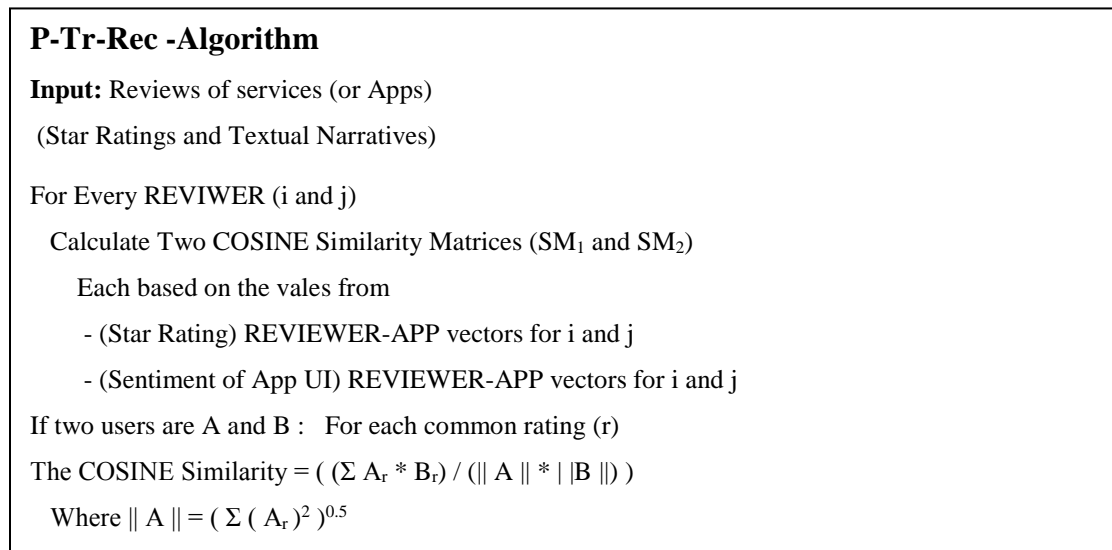 P-Tr-Rec -Algorithm
Input: Reviews of services (or Apps)
(Star Ratings and Textual Narratives)
For Every REVIWER (i and j)
Calculate Two COSINE Similarity Matrices (SM₁ and SM₂)
Each based on the vales from
- (Star Rating) REVIEWER-APP vectors for i and j
- (Sentiment of App UI) REVIEWER-APP vectors for i and j
If two users are A and B : For each common rating (r)
The COSINE Similarity = ( (Σ Aᵣ * Bᵣ) / (|| A || * | |B ||) )
Where || A || = ( Σ ( Aᵣ )² )⁰·⁵